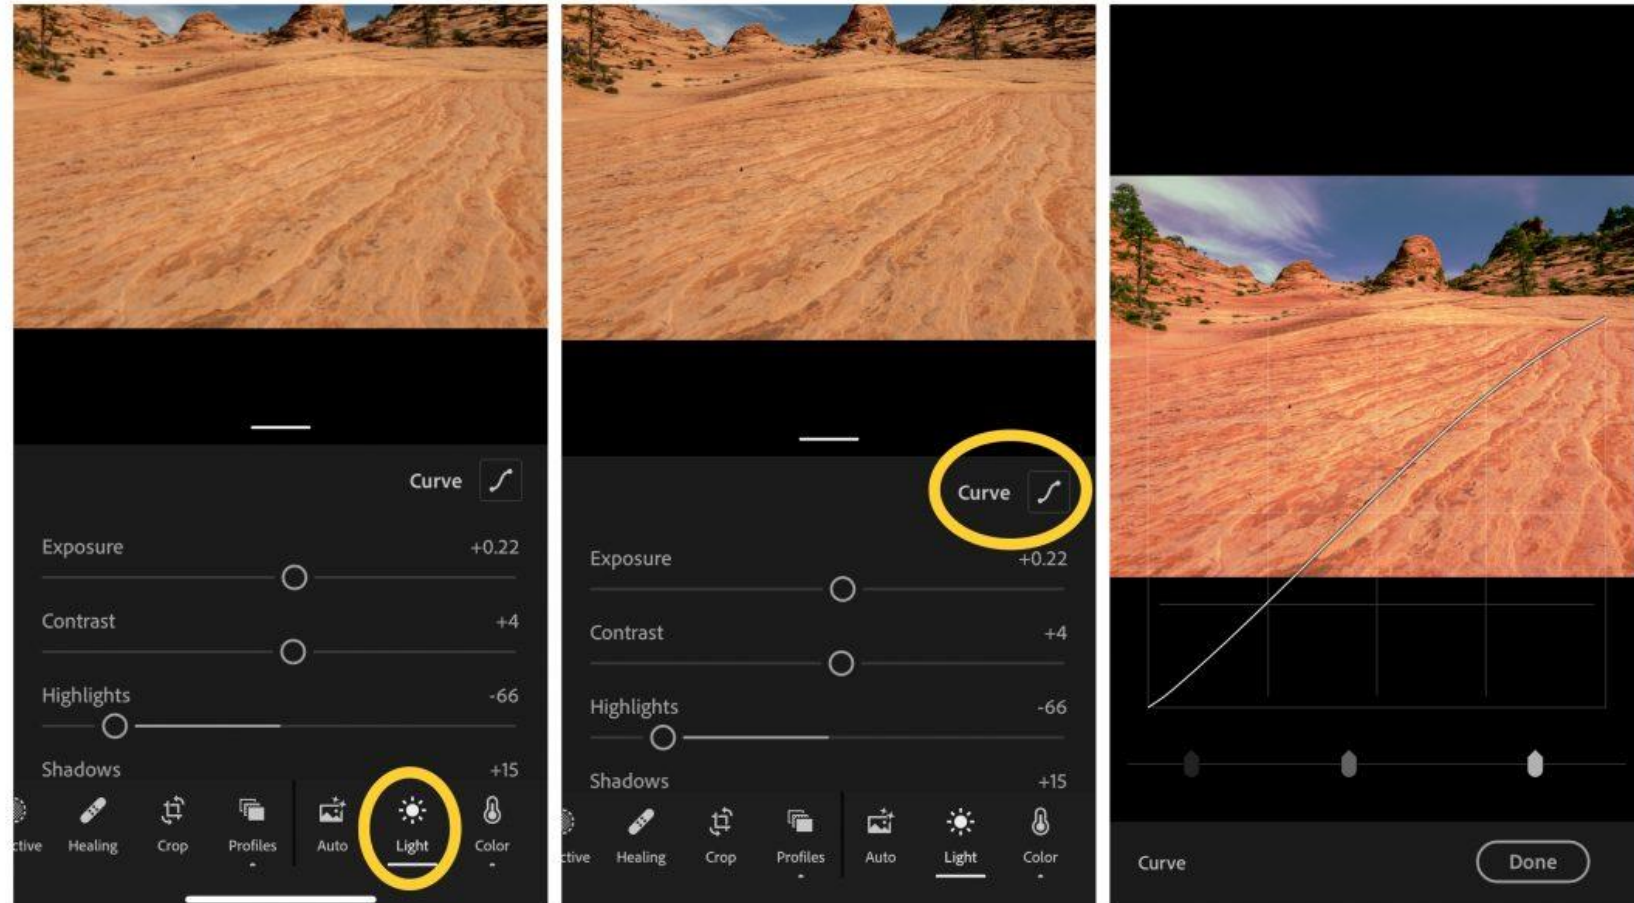 Curve
Exposure +0.22
Contrast +4
Highlights -66
Shadows +15
ctive Healing Crop Profiles Auto Light Color
Curve
Exposure +0.22
Contrast +4
Highlights -66
Shadows +15
ctive Healing Crop Profiles Auto Light Color
Curve Done